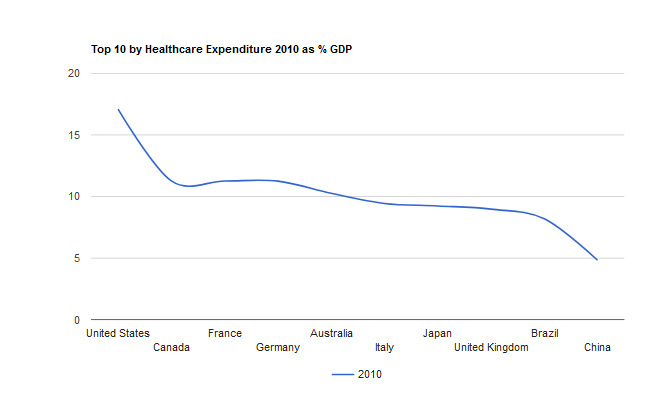 Top 10 by Healthcare Expenditure 2010 as % GDP
20
15
10
5
0
United States France Australia Japan Brazil
Canada Germany Italy United Kingdom China
2010